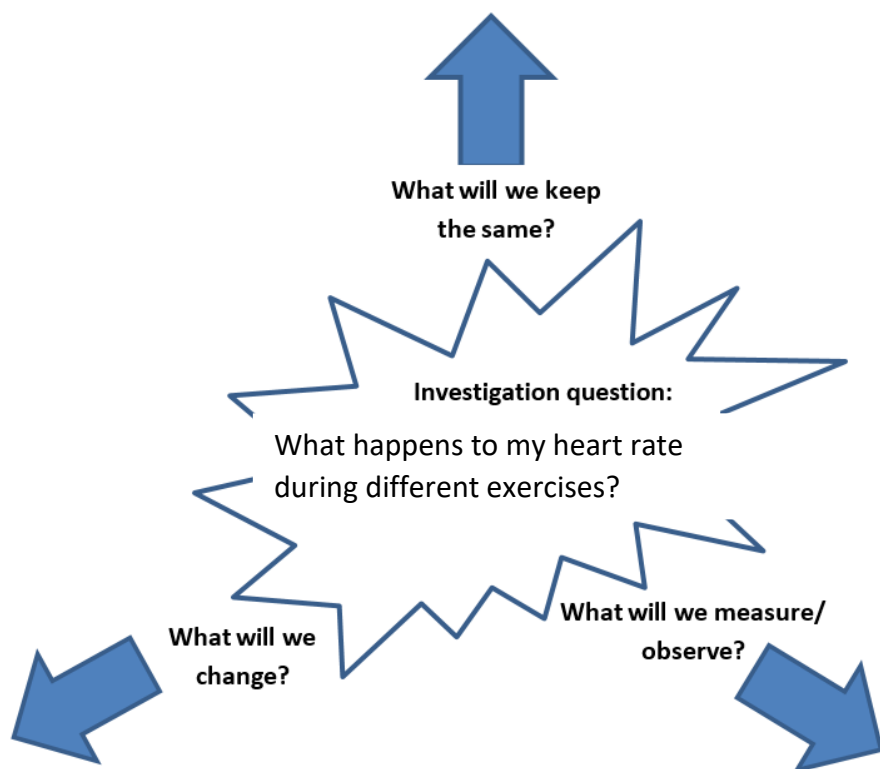 What will we keep
the same?
Investigation question:
What happens to my heart rate
during different exercises?
What will we
change?
What will we measure/
observe?